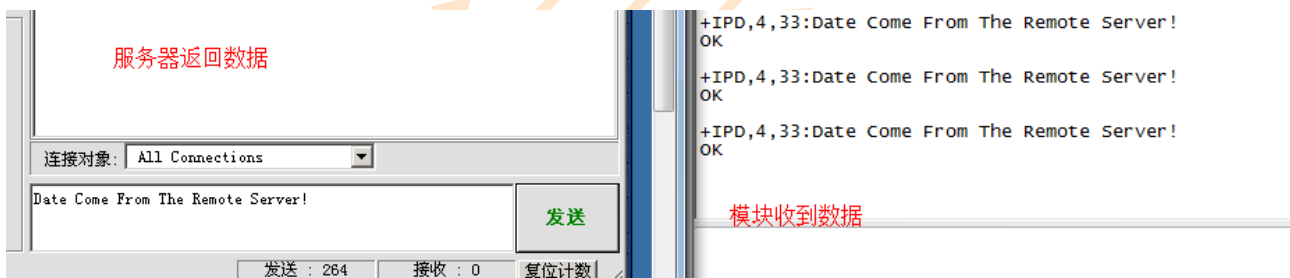 服务器返回数据
连接对象: All Connections
Date Come From The Remote Server!
发送
发送 : 264 接收 : 0 复位计数
+IPD,4,33:Date Come From The Remote Server!
OK
+IPD,4,33:Date Come From The Remote Server!
OK
+IPD,4,33:Date Come From The Remote Server!
OK
模块收到数据